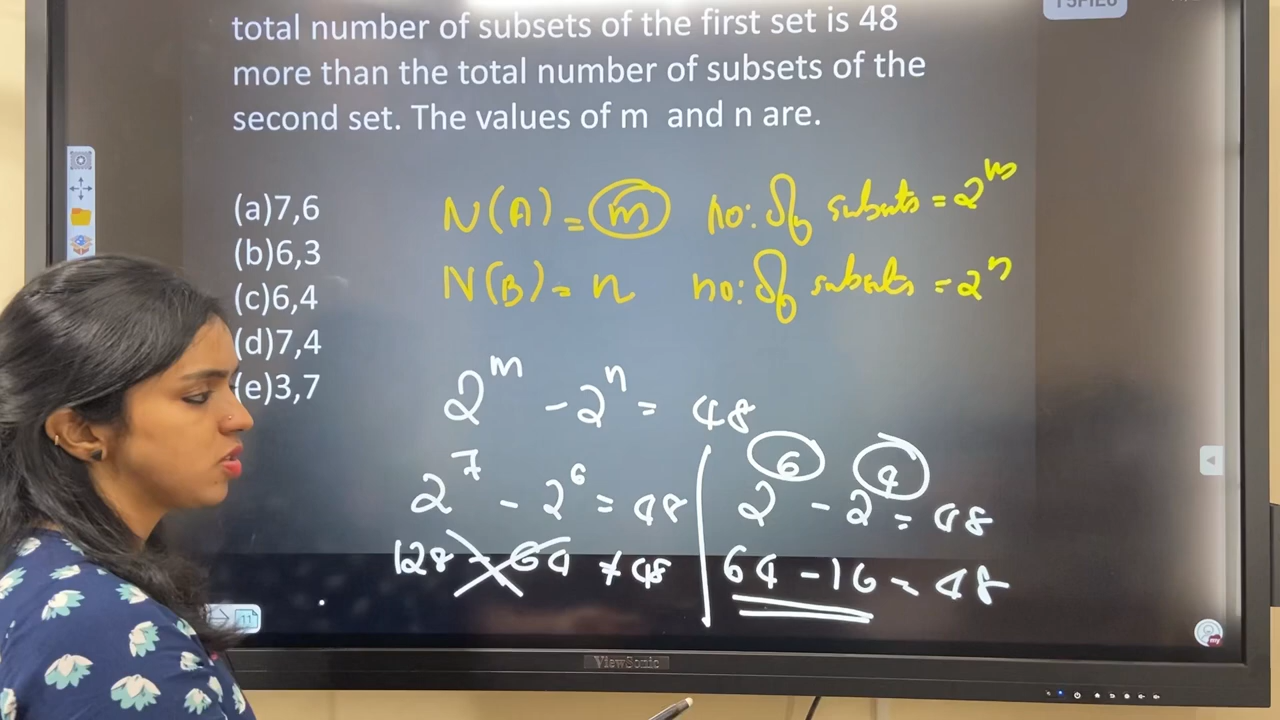 total number of subsets of the first set is 48
more than the total number of subsets of the
second set. The values of m and n are.
(a)7,6
(b)6,3
(c)6,4
(d)7,4
(e)3,7
N(A) = m no: of subsets = 2^m
N(B) = n no: of subsets = 2^n
2^m - 2^n = 48
2^7 - 2^6 = 48
128 - 64 ≠ 48
2^6 - 2^4 = 48
64 - 16 = 48
11
ViewSonic